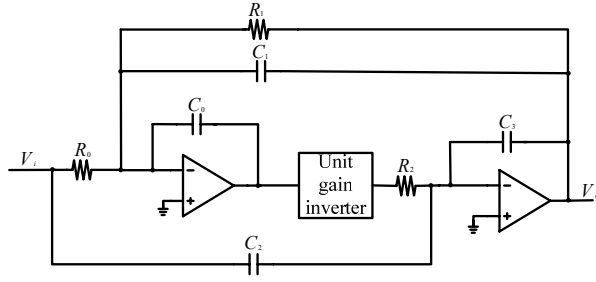 R₁
C₁
C₀
C₃
Vᵢ
R₀
Unit
gain
inverter
R₂
C₂